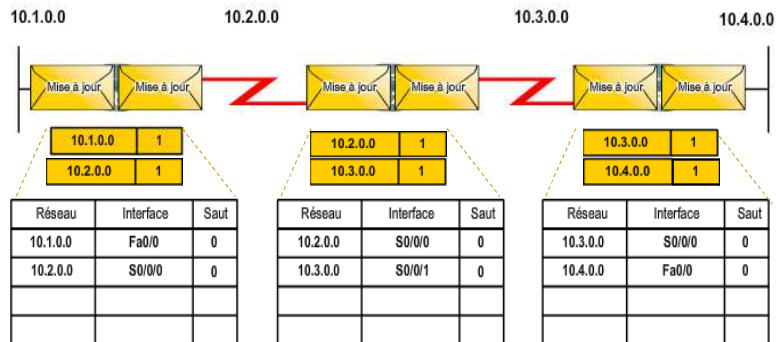 10.1.0.0 10.2.0.0 10.3.0.0 10.4.0.0
Mise à jour Mise à jour Mise à jour Mise à jour Mise à jour Mise à jour
10.1.0.0 1
10.2.0.0 1
10.2.0.0 1
10.3.0.0 1
10.3.0.0 1
10.4.0.0 1
Réseau Interface Saut
10.1.0.0 Fa0/0 0
10.2.0.0 S0/0/0 0
Réseau Interface Saut
10.2.0.0 S0/0/0 0
10.3.0.0 S0/0/1 0
Réseau Interface Saut
10.3.0.0 S0/0/0 0
10.4.0.0 Fa0/0 0